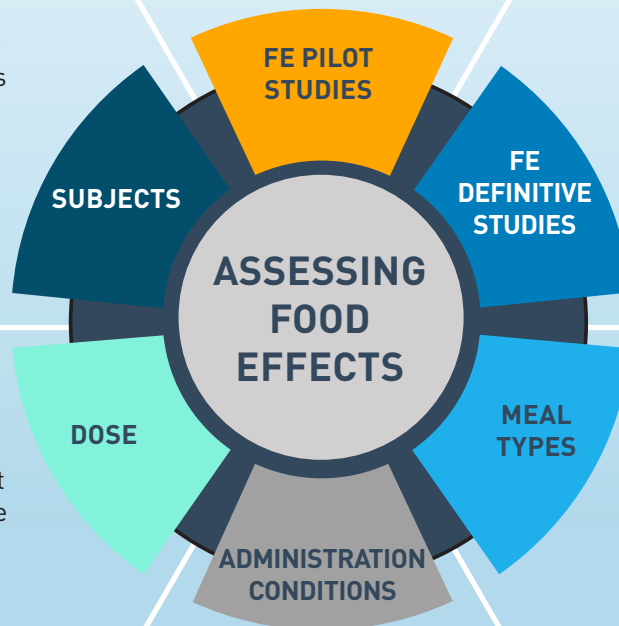 FE PILOT
STUDIES
FE
DEFINITIVE
STUDIES
SUBJECTS
ASSESSING
FOOD
EFFECTS
MEAL
TYPES
DOSE
ADMINISTRATION
CONDITIONS